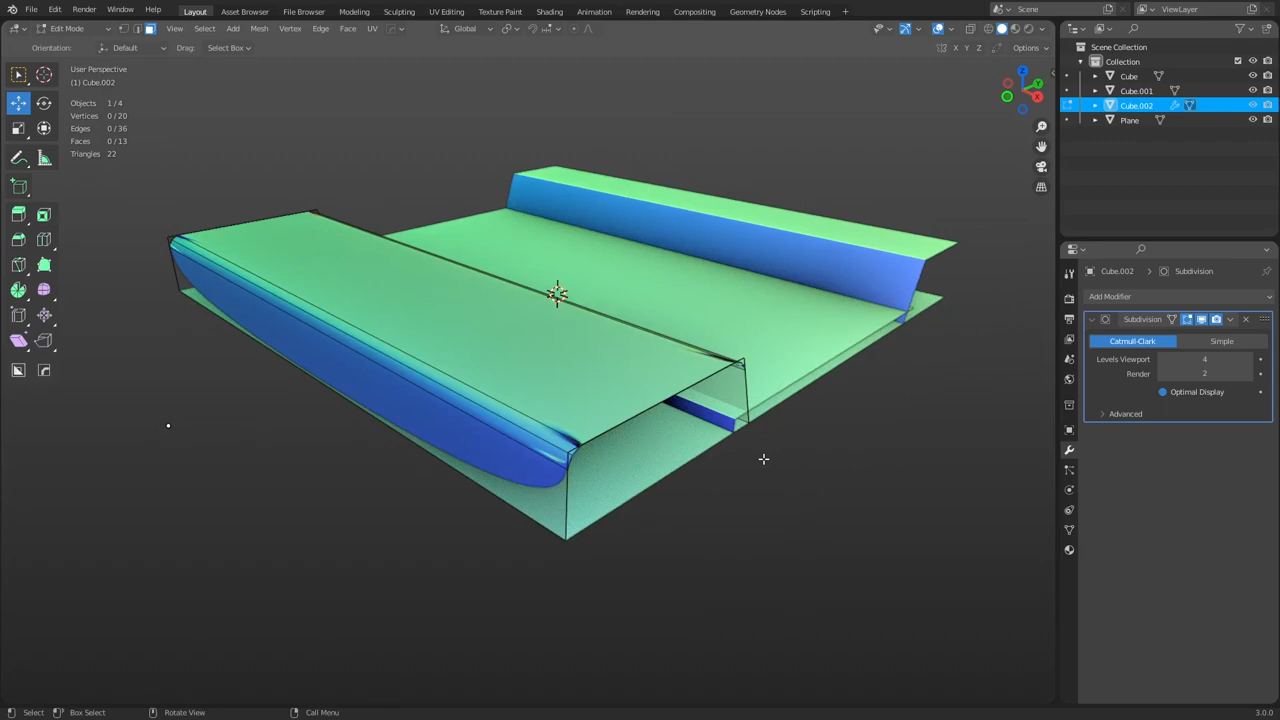 File Edit Render Window Help Layout Asset Browser File Browser Modeling Sculpting UV Editing Texture Paint Shading Animation Rendering Compositing Geometry Nodes Scripting + Scene ViewLayer
Edit Mode View Select Add Mesh Vertex Edge Face UV Global
Orientation: Default Drag: Select Box X Y Z Options
User Perspective
(1) Cube.002
Objects 1 / 4
Vertices 0 / 20
Edges 0 / 36
Faces 0 / 13
Triangles 22
Z
Y
X
Scene Collection
Collection
Cube
Cube.001
Cube.002
Plane
Cube.002 Subdivision
Add Modifier
Subdivision
Catmull-Clark Simple
Levels Viewport 4
Render 2
Optimal Display
Advanced
Select Box Select Rotate View Call Menu 3.0.0